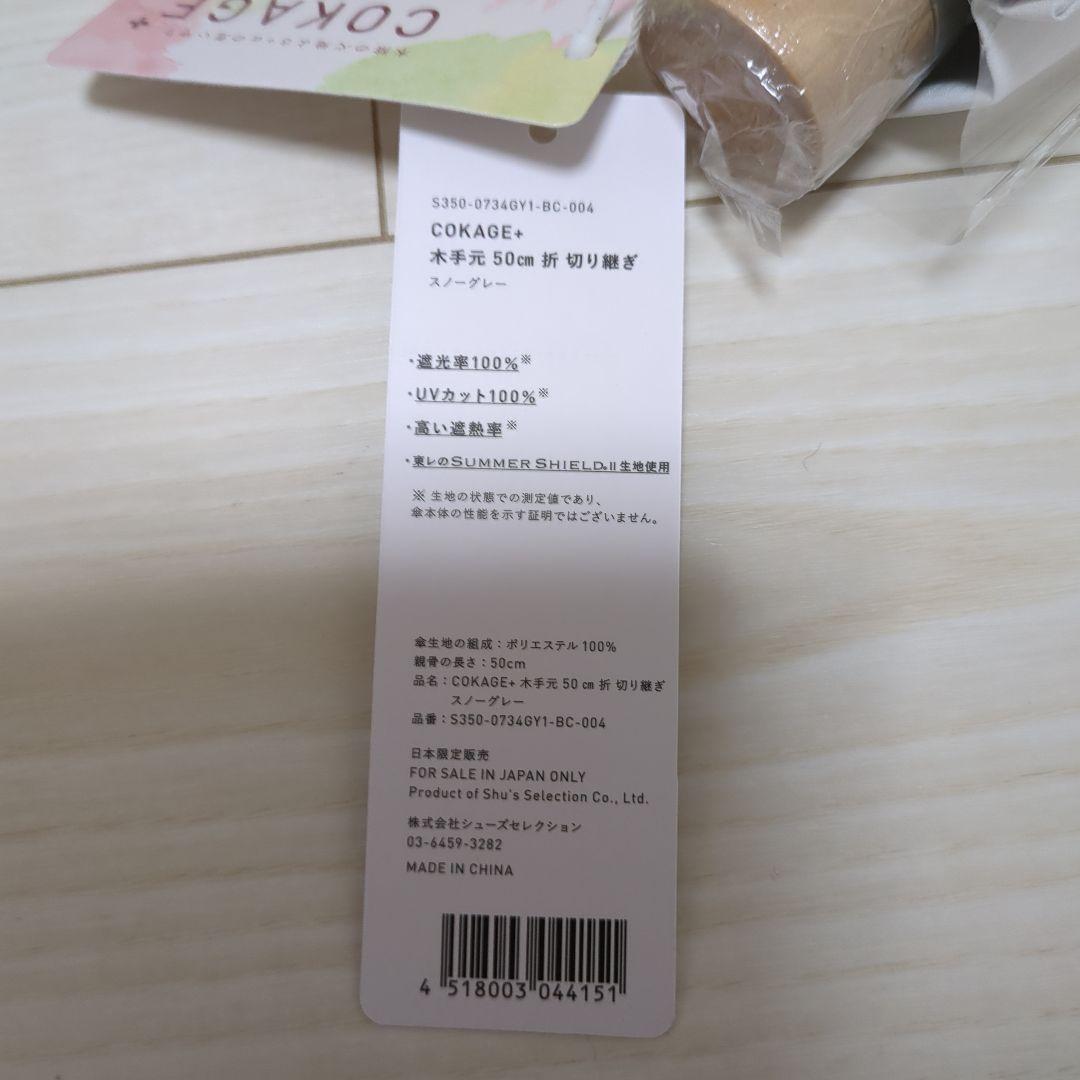 COKAGE+
S350-0734GY1-BC-004
COKAGE+
木手元 50㎝ 折 切り継ぎ
スノーグレー
・遮光率100%※
・UVカット100%※
・高い遮熱率※
・東レのSUMMER SHIELD®II生地使用
※ 生地の状態での測定値であり、
傘本体の性能を示す証明ではございません。
傘生地の組成：ポリエステル 100%
親骨の長さ：50cm
品名：COKAGE+ 木手元 50 ㎝ 折 切り継ぎ
スノーグレー
品番：S350-0734GY1-BC-004
日本限定販売
FOR SALE IN JAPAN ONLY
Product of Shu's Selection Co., Ltd.
株式会社シューズセレクション
03-6459-3282
MADE IN CHINA
4 518003 044151